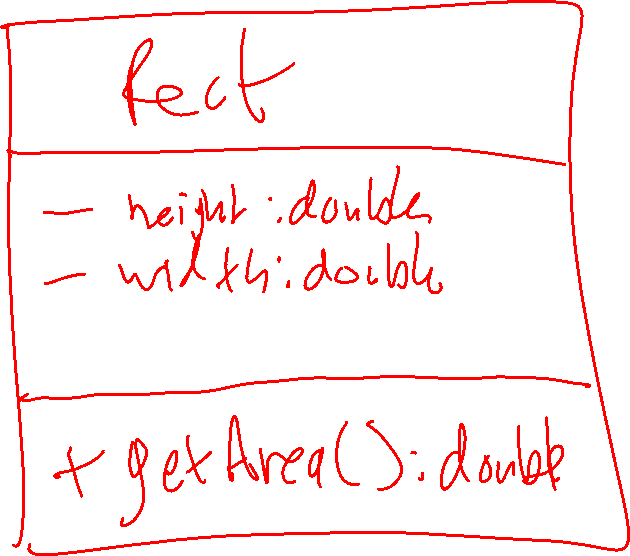 Rect
- height : double
- width : double
+ getArea() : double